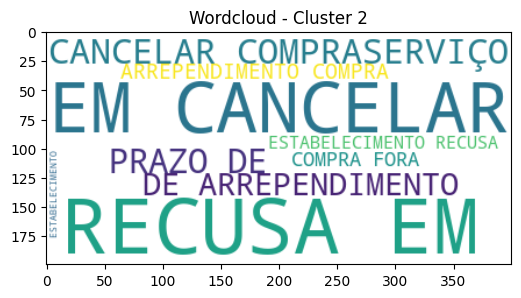 Wordcloud - Cluster 2
0
25
50
75
100
125
150
175
CANCELAR COMPRASERVIÇO
ARREPENDIMENTO COMPRA
EM CANCELAR
ESTABELECIMENTO RECUSA
PRAZO DE
COMPRA FORA
DE ARREPENDIMENTO
ESTABELECIMENTO
RECUSA EM
0
50
100
150
200
250
300
350